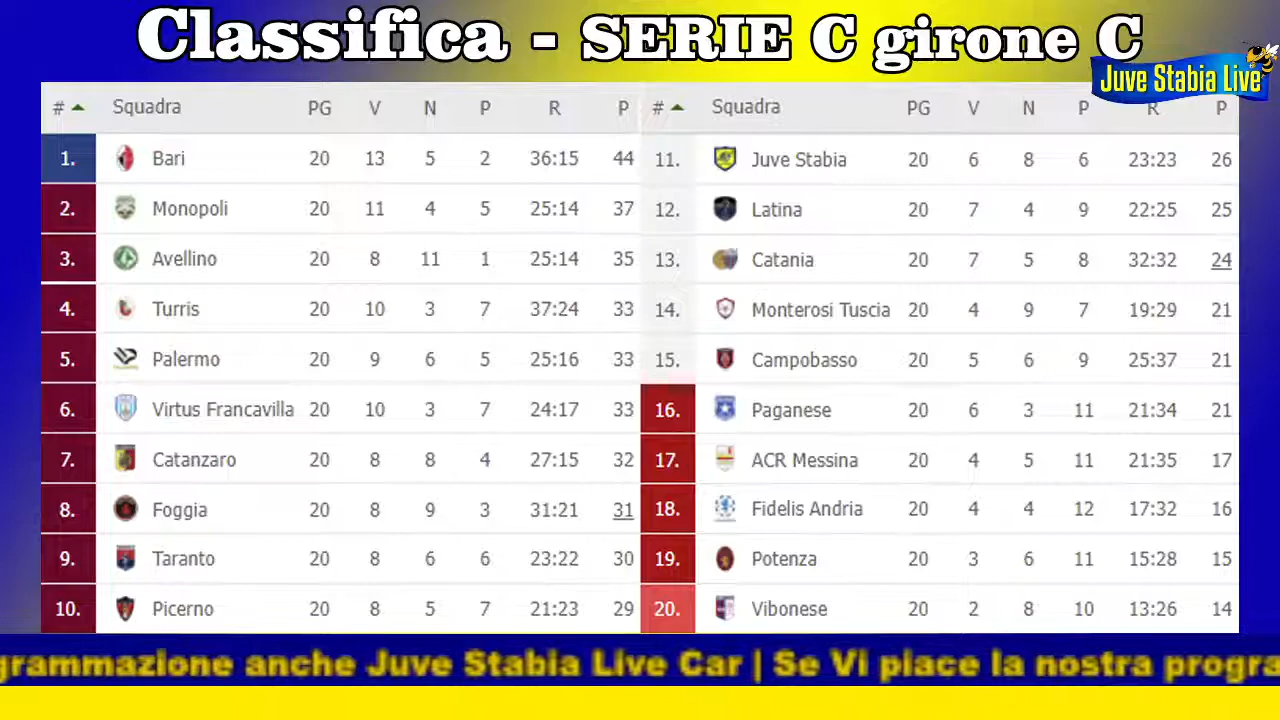 Classifica - SERIE C girone C
Juve Stabia Live
# Squadra PG V N P R P
1. Bari 20 13 5 2 36:15 44
2. Monopoli 20 11 4 5 25:14 37
3. Avellino 20 8 11 1 25:14 35
4. Turris 20 10 3 7 37:24 33
5. Palermo 20 9 6 5 25:16 33
6. Virtus Francavilla 20 10 3 7 24:17 33
7. Catanzaro 20 8 8 4 27:15 32
8. Foggia 20 8 9 3 31:21 31
9. Taranto 20 8 6 6 23:22 30
10. Picerno 20 8 5 7 21:23 29
# Squadra PG V N P R P
11. Juve Stabia 20 6 8 6 23:23 26
12. Latina 20 7 4 9 22:25 25
13. Catania 20 7 5 8 32:32 24
14. Monterosi Tuscia 20 4 9 7 19:29 21
15. Campobasso 20 5 6 9 25:37 21
16. Paganese 20 6 3 11 21:34 21
17. ACR Messina 20 4 5 11 21:35 17
18. Fidelis Andria 20 4 4 12 17:32 16
19. Potenza 20 3 6 11 15:28 15
20. Vibonese 20 2 8 10 13:26 14
grammazione anche Juve Stabia Live Car | Se Vi piace la nostra progra